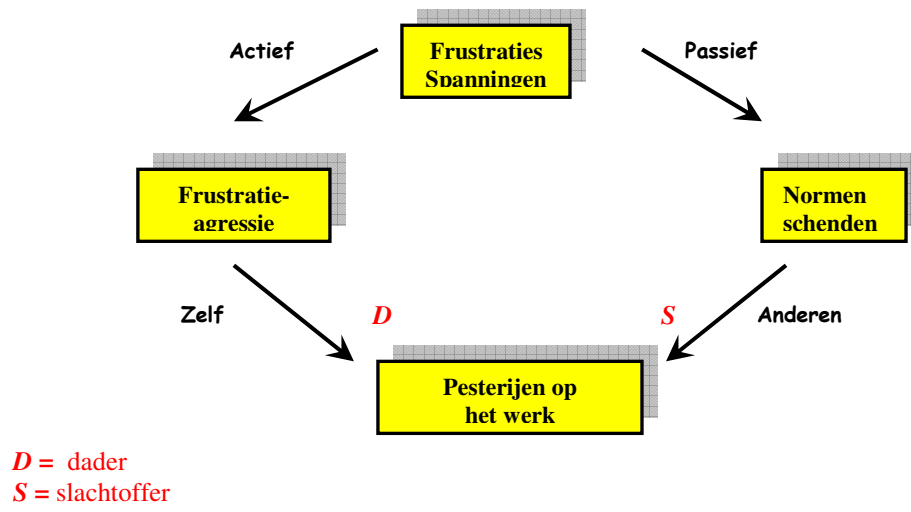 Actief
Frustraties
Spanningen
Passief
Frustratie-
agressie
Normen
schenden
Zelf
D
S
Anderen
Pesterijen op
het werk
D = dader
S = slachtoffer